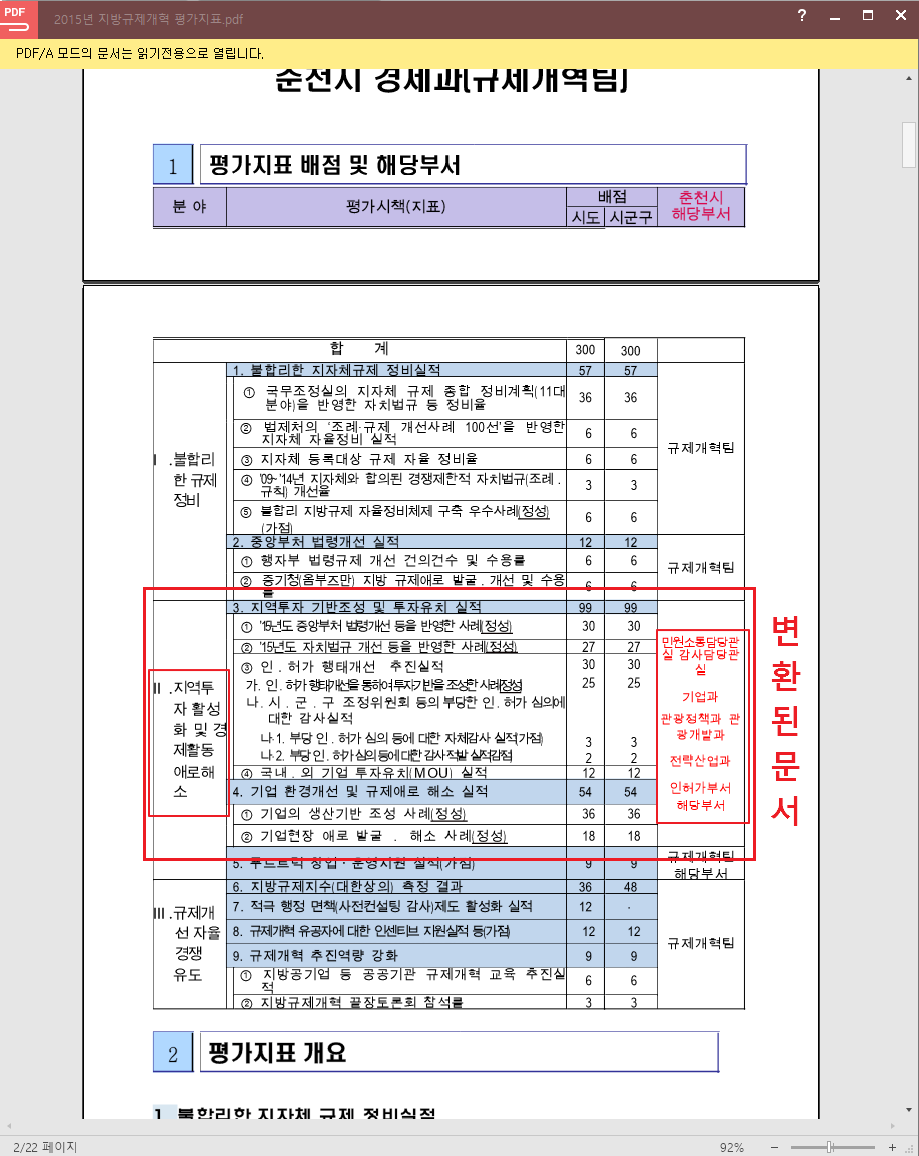 PDF
2015년 지방규제개혁 평가지표.pdf
PDF/A 모드의 문서는 읽기전용으로 열립니다.
춘천시 경제과(규제개혁팀)
1 평가지표 배점 및 해당부서
분 야 평가시책(지표) 배점 춘천시
시도 시군구 해당부서
합 계 300 300
1. 불합리한 지자체규제 정비실적 57 57
① 국무조정실의 지자체 규제 종합 정비계획(11대
분야)을 반영한 자치법규 등 정비율 36 36
② 법제처의 ‘조례·규제 개선사례 100선’을 반영한
지자체 자율정비 실적 6 6
규제개혁팀
Ⅰ.불합리
한 규제
정비
③ 지자체 등록대상 규제 자율 정비율 6 6
④ '09~'14년 지자체와 합의된 경쟁제한적 자치법규(조례.
규칙) 개선율 3 3
⑤ 불합리 지방규제 자율정비체제 구축 우수사례(정성)
(가점) 6 6
2. 중앙부처 법령개선 실적 12 12
① 행자부 법령규제 개선 건의건수 및 수용률 6 6
규제개혁팀
② 중기청(옴부즈만) 지방 규제애로 발굴.개선 및 수용
률 6 6
3. 지역투자 기반조성 및 투자유치 실적 99 99
① '15년도 중앙부처 법령개선 등을 반영한 사례(정성) 30 30
② '15년도 자치법규 개선 등을 반영한 사례(정성) 27 27
③ 인.허가 행태개선 추진실적 30 30
가. 인.허가 행태개선을 통하여 투자기반을 조성한 사례(정성) 25 25
나. 시.군.구 조정위원회 등의 부당한 인.허가 심의에
대한 감사실적
나-1. 부당 인.허가 심의 등에 대한 자체감사 실적(가점) 3 3
나-2. 부당 인.허가 심의 등에 대한 감사 적발 실적(감점) 2 2
④ 국내.외 기업 투자유치(MOU) 실적 12 12
Ⅱ.지역투
자 활성
화 및 경
제활동
애로해
소
4. 기업 환경개선 및 규제애로 해소 실적 54 54
① 기업의 생산기반 조성 사례(정성) 36 36
② 기업현장 애로 발굴 . 해소 사례(정성) 18 18
민원소통담당관
실 감사담당관
실
기업과
관광정책과 관
광개발과
전략산업과
인허가부서
해당부서
변
환
된
문
서
5. 푸드트럭 창업·운영지원 실적(가점) 9 9
규제개혁팀
해당부서
6. 지방규제지수(대한상의) 측정 결과 36 48
7. 적극 행정 면책(사전컨설팅 감사)제도 활성화 실적 12 ·
8. 규제개혁 유공자에 대한 인센티브 지원실적 등(가점) 12 12
9. 규제개혁 추진역량 강화 9 9
Ⅲ.규제개
선 자율
경쟁
유도
규제개혁팀
① 지방공기업 등 공공기관 규제개혁 교육 추진실
적 6 6
② 지방규제개혁 끝장토론회 참석률 3 3
2 평가지표 개요
1. 불합리한 지자체 규제 정비실적
2/22 페이지
92%